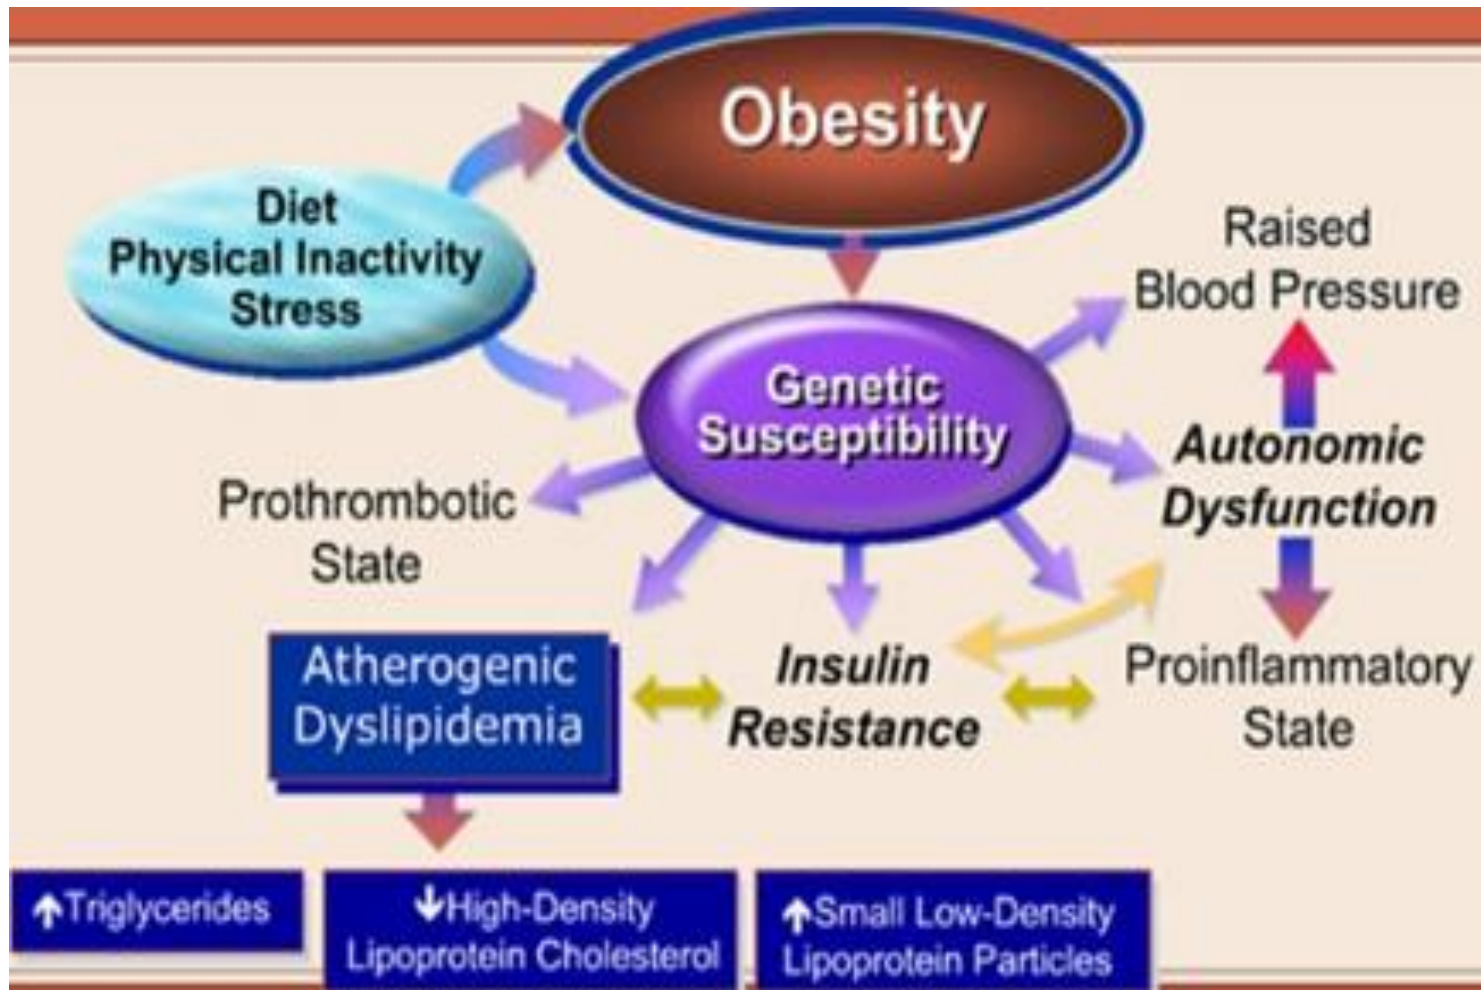 Obesity
Diet
Physical Inactivity
Stress
Raised
Blood Pressure
Genetic
Susceptibility
Autonomic
Dysfunction
Prothrombotic
State
Atherogenic
Dyslipidemia
Insulin
Resistance
Proinflammatory
State
↑Triglycerides
↓High-Density
Lipoprotein Cholesterol
↑Small Low-Density
Lipoprotein Particles